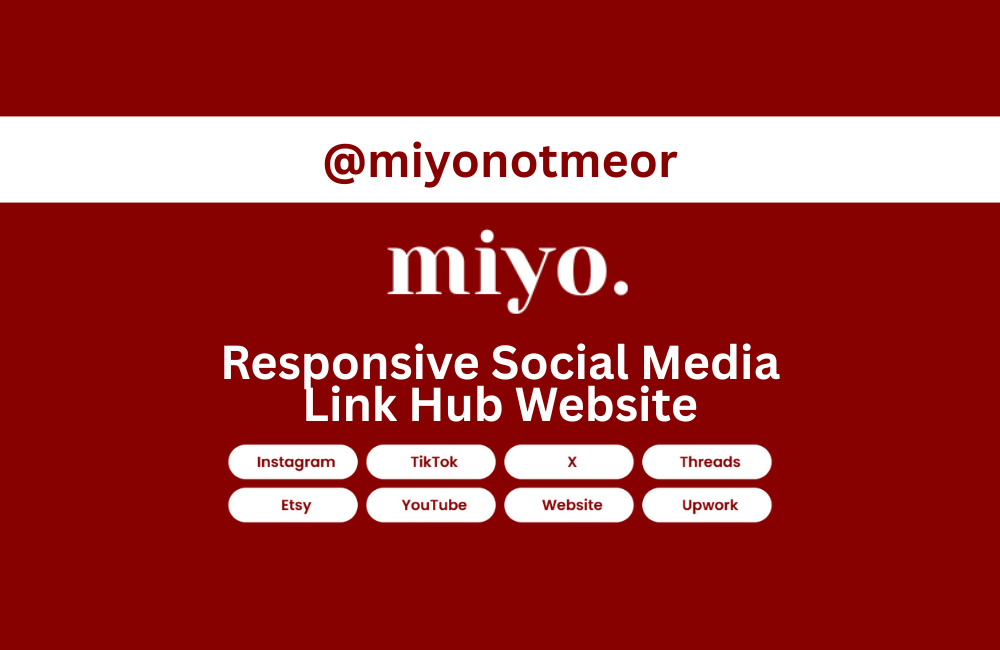 @miyonotmeor
miyo.
Responsive Social Media
Link Hub Website
Instagram TikTok X Threads
Etsy YouTube Website Upwork